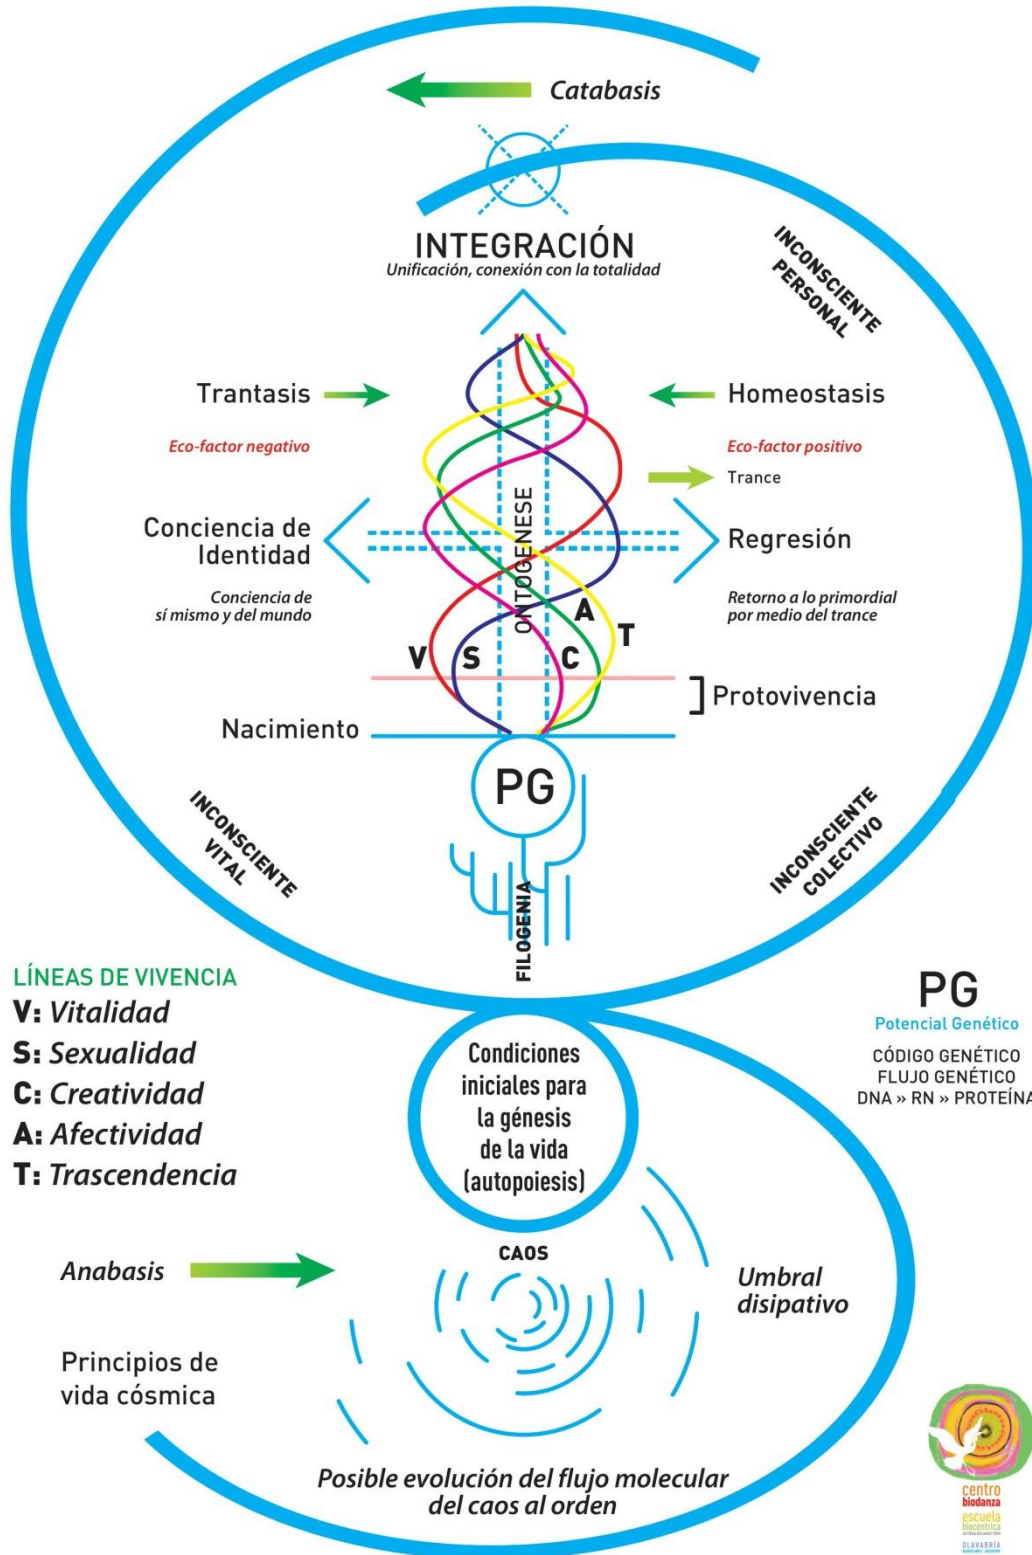 Catabasis
INTEGRACIÓN
Unificación, conexión con la totalidad
INCONSCIENTE
PERSONAL
Trantasis
Homeostasis
Eco-factor negativo
Eco-factor positivo
Trance
ONTOGENESE
Conciencia de
Identidad
Regresión
Conciencia de
sí mismo y del mundo
Retorno a lo primordial
por medio del trance
A
T
V
S
C
Protovivencia
Nacimiento
PG
INCONSCIENTE
VITAL
INCONSCIENTE
COLECTIVO
FILOGENIA
LÍNEAS DE VIVENCIA
V: Vitalidad
S: Sexualidad
C: Creatividad
A: Afectividad
T: Trascendencia
PG
Potencial Genético
CÓDIGO GENÉTICO
FLUJO GENÉTICO
DNA » RN » PROTEÍNA
Condiciones
iniciales para
la génesis
de la vida
(autopoiesis)
CAOS
Anabasis
Umbral
disipativo
Principios de
vida cósmica
Posible evolución del flujo molecular
del caos al orden
centro
biodanza
escuela
biocéntrica
OLAVARRÍA